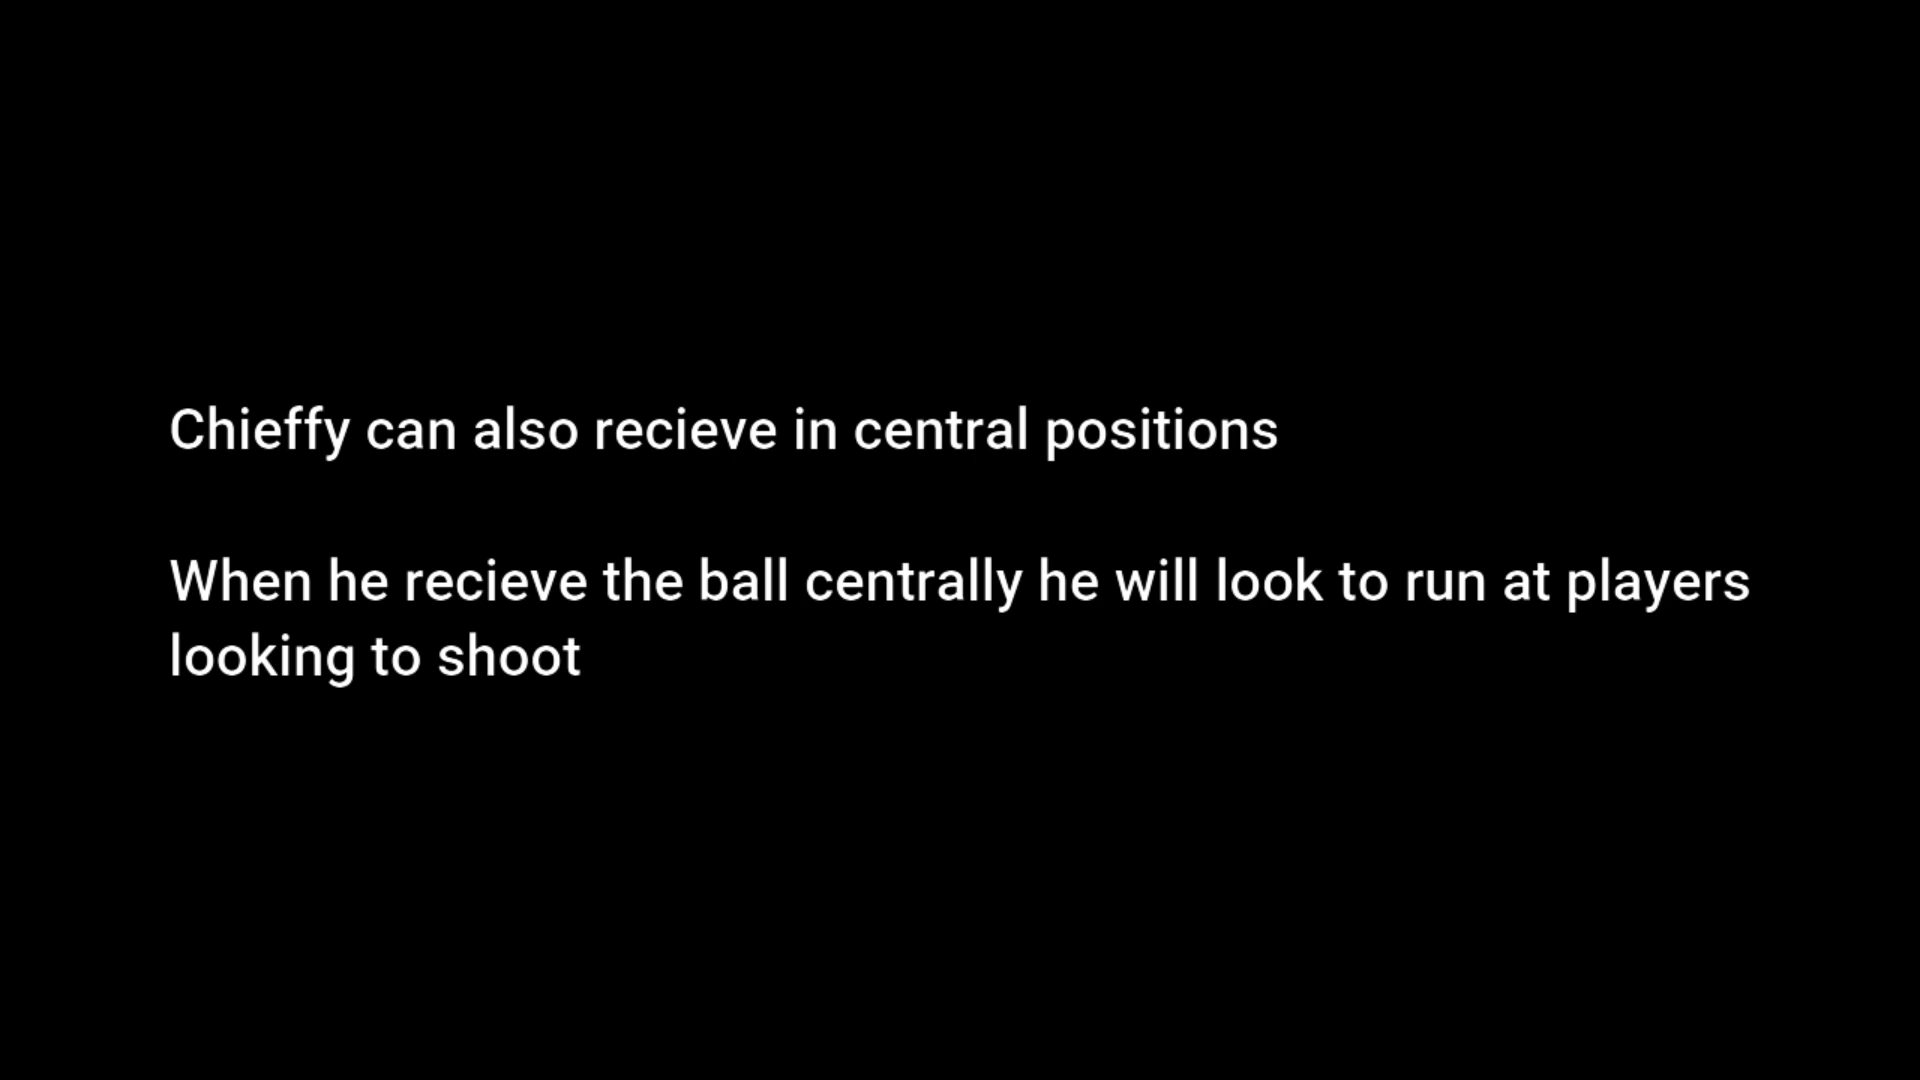 Chieffy can also recieve in central positions
When he recieve the ball centrally he will look to run at players
looking to shoot